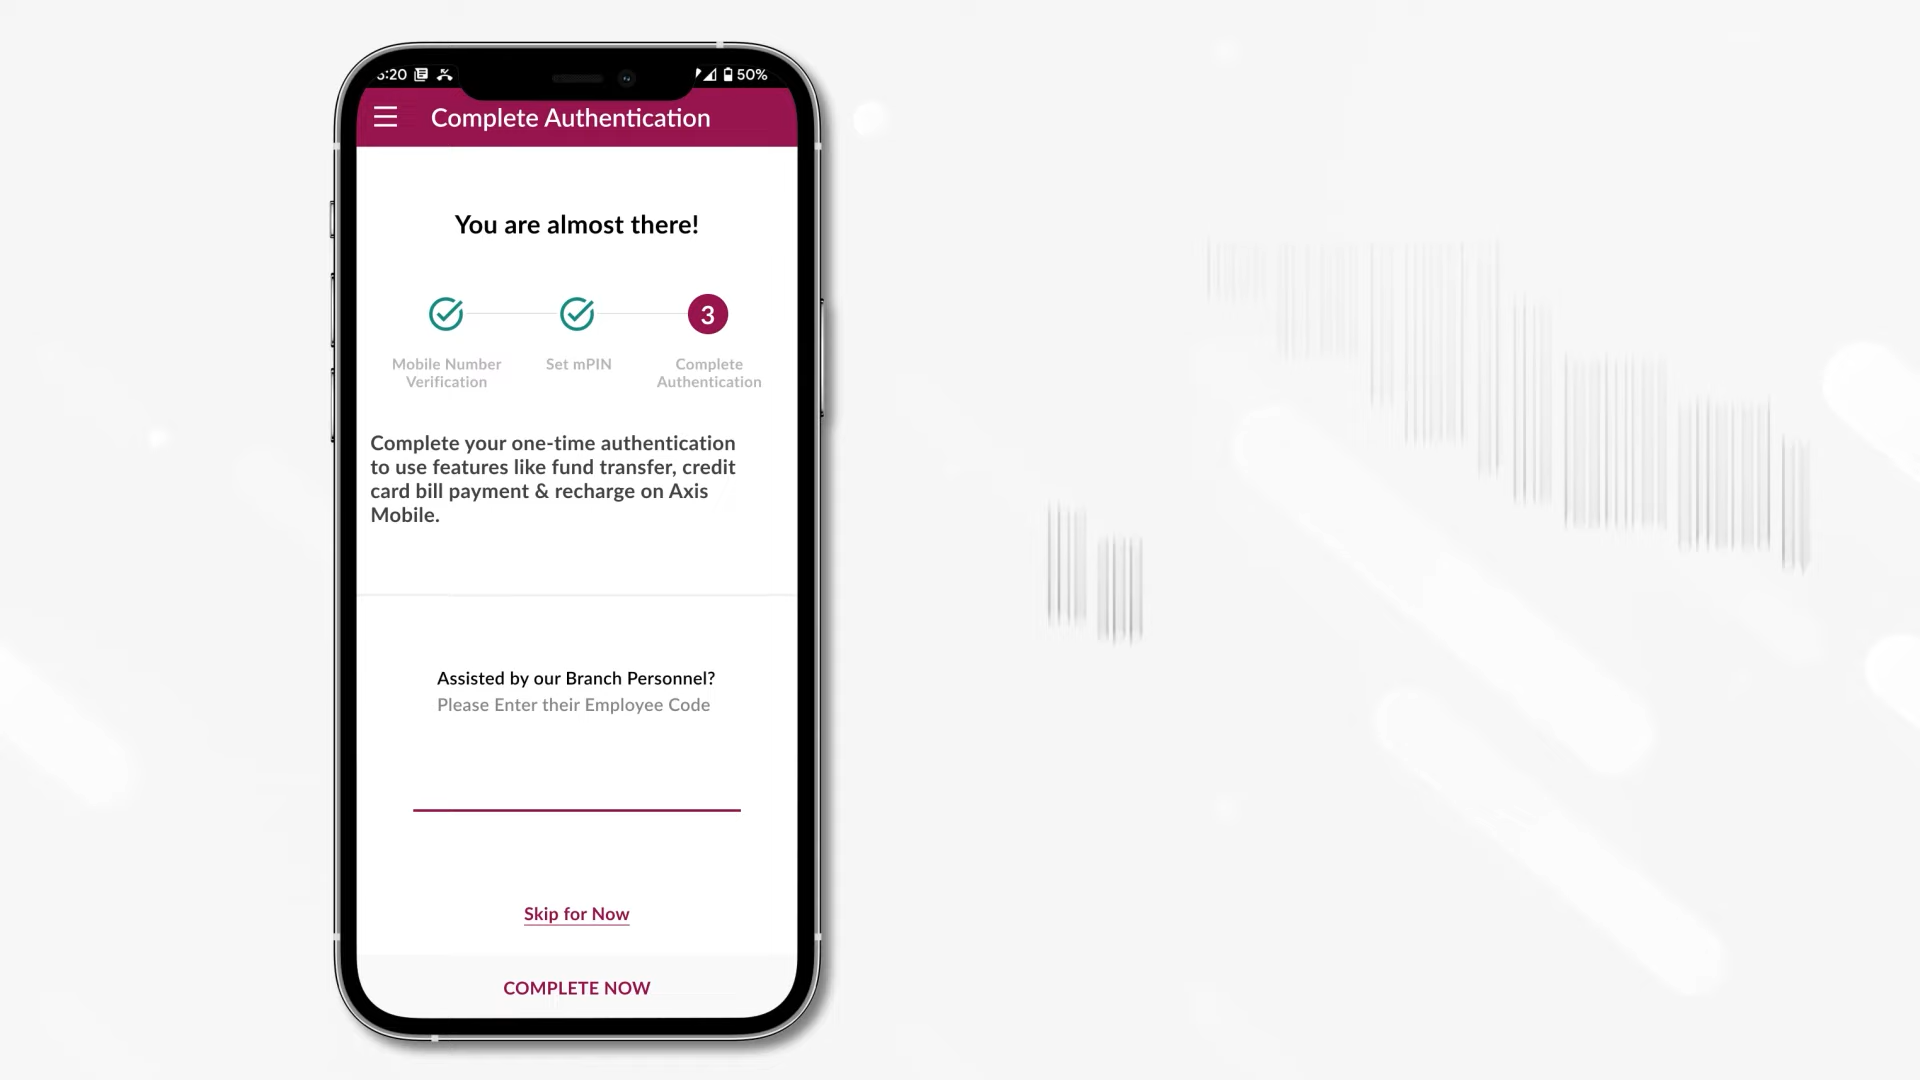 50%
Complete Authentication
You are almost there!
3
Mobile Number
Verification
Set mPIN
Complete
Authentication
Complete your one-time authentication
to use features like fund transfer, credit
card bill payment & recharge on Axis
Mobile.
Assisted by our Branch Personnel?
Please Enter their Employee Code
Skip for Now
COMPLETE NOW